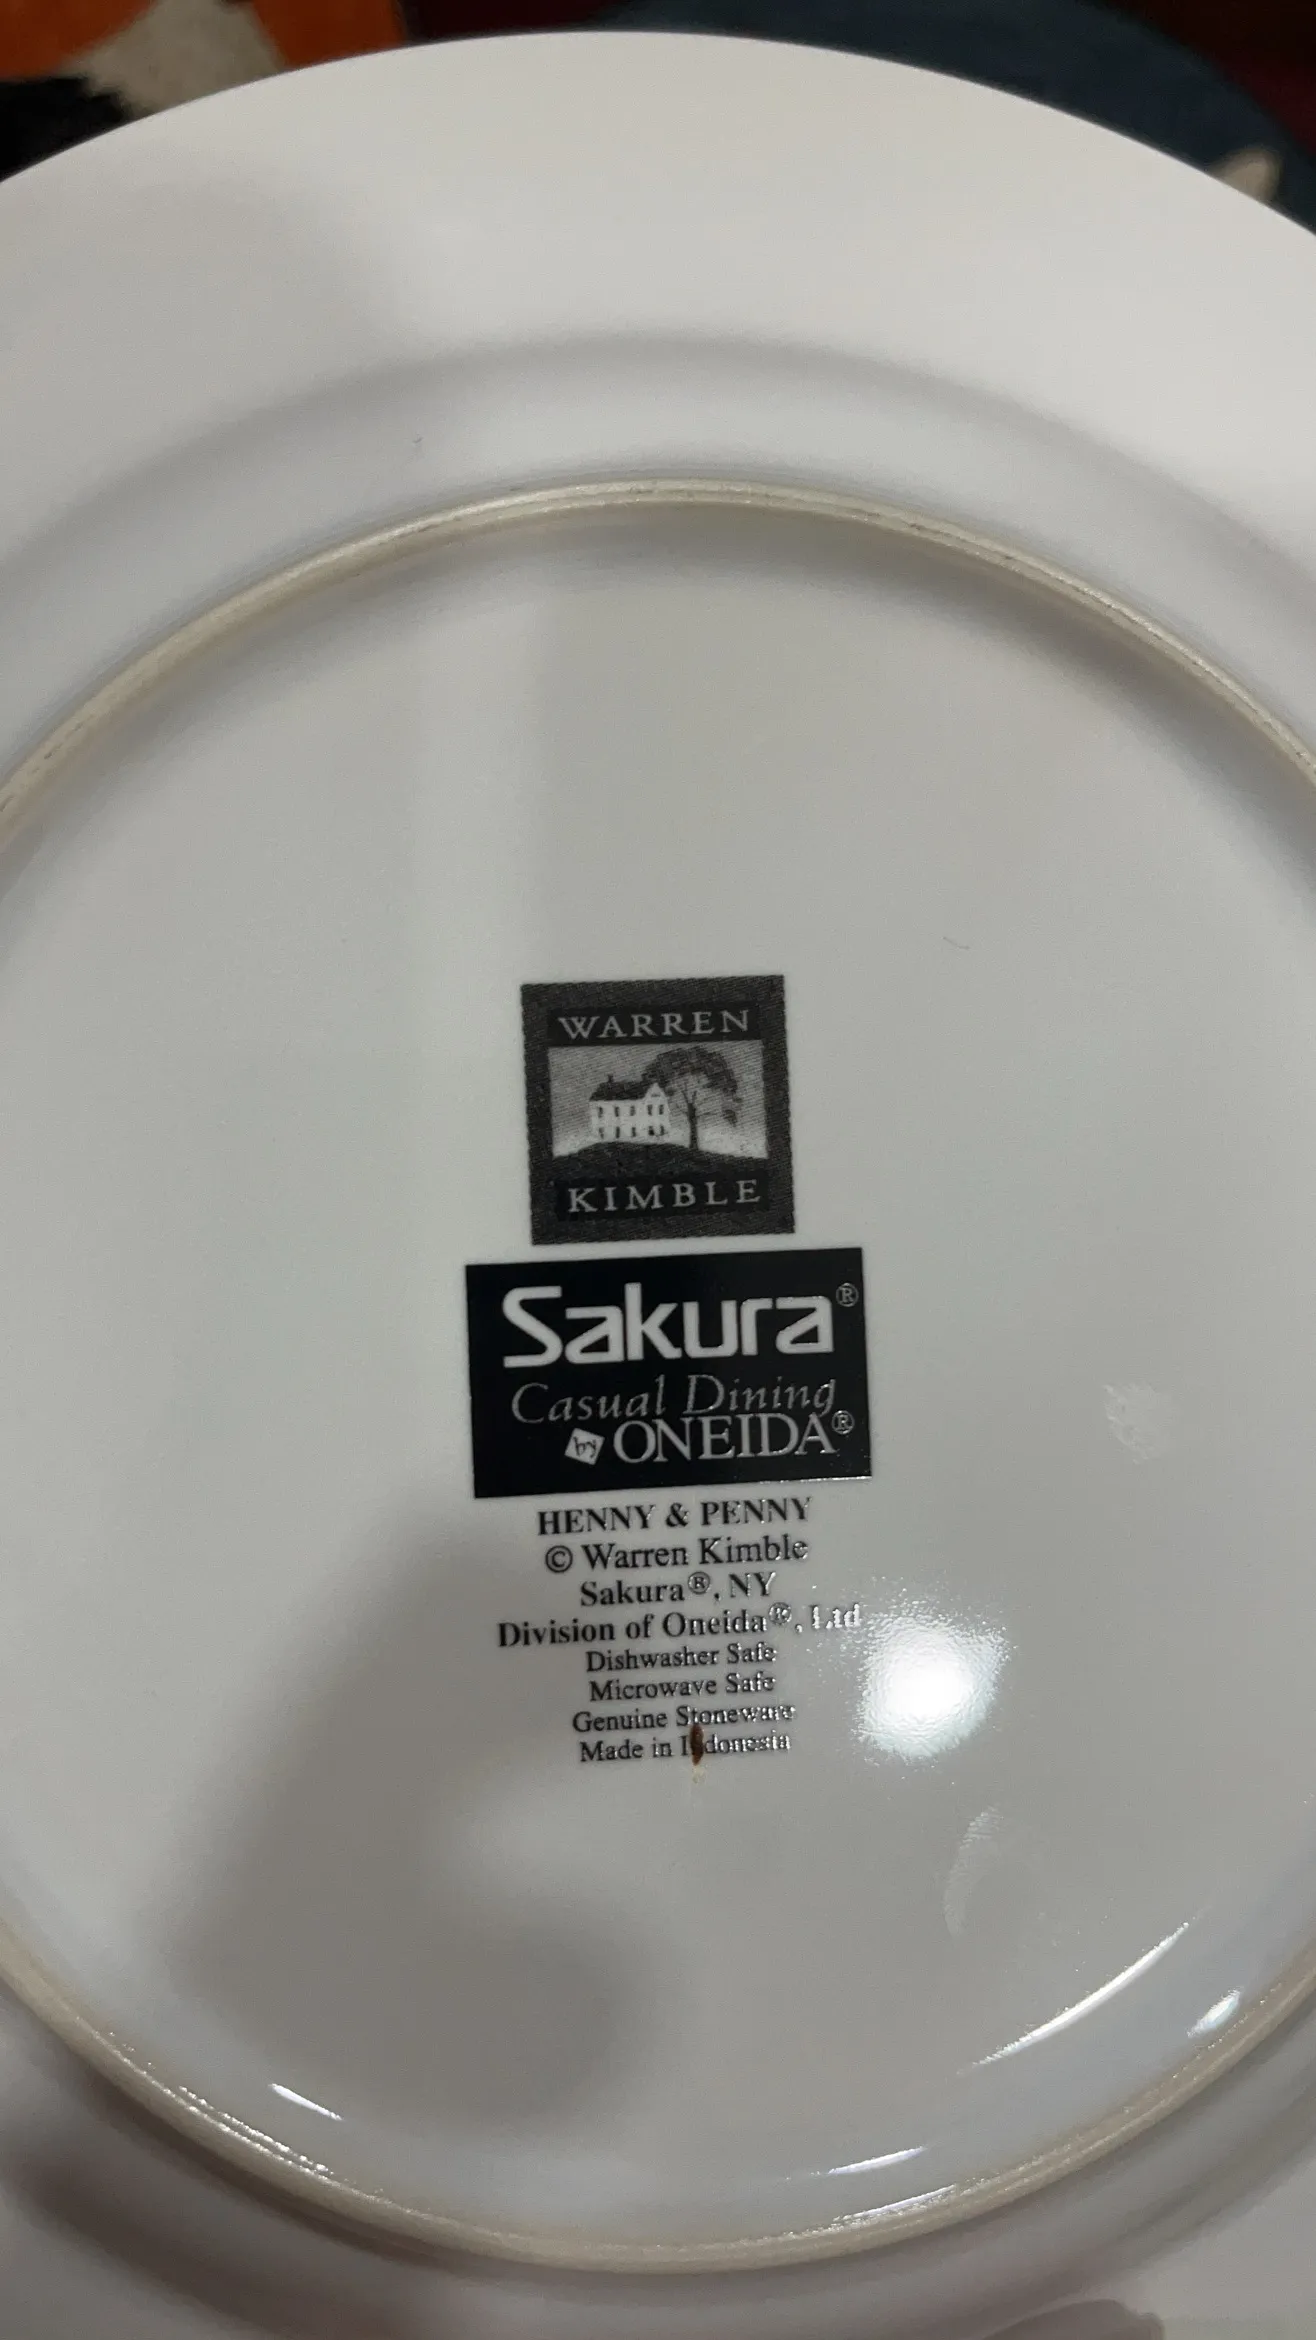 WARREN
KIMBLE
Sakura®
Casual Dining
by ONEIDA®
HENNY & PENNY
© Warren Kimble
Sakura®, NY
Division of Oneida®, Ltd
Dishwasher Safe
Microwave Safe
Genuine Stoneware
Made in Indonesia